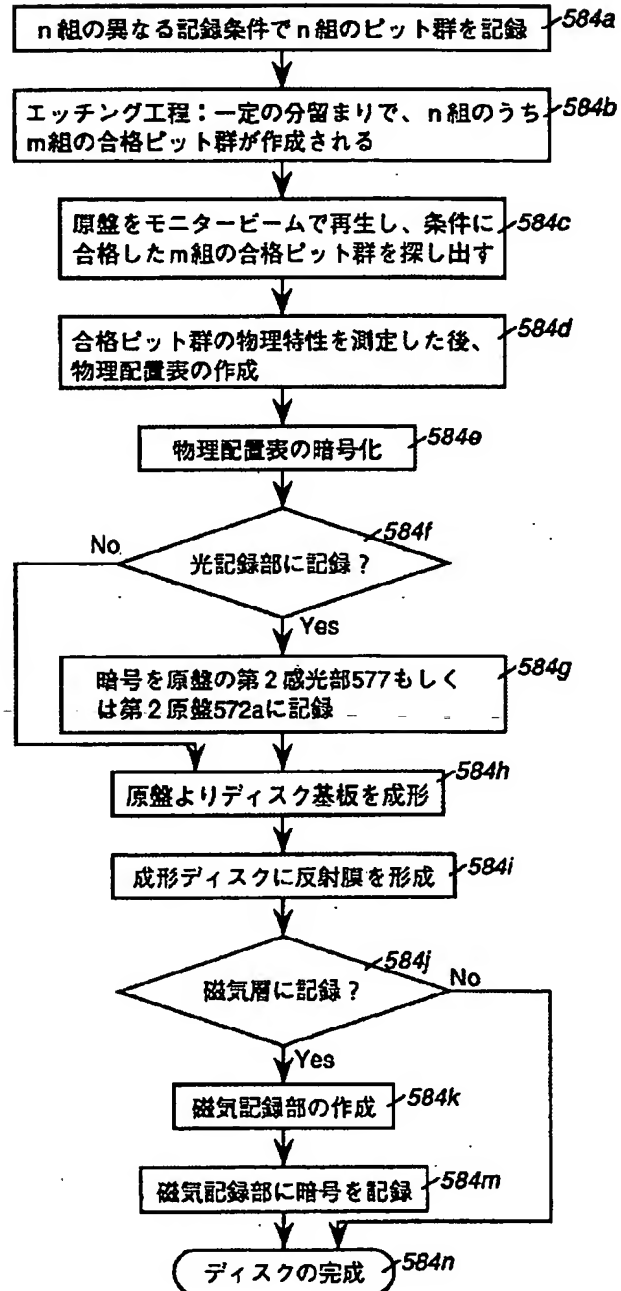 n組の異なる記録条件でn組のピット群を記録
584a
エッチング工程：一定の分留まりで、n組のうち
m組の合格ピット群が作成される
584b
原盤をモニタービームで再生し、条件に
合格したm組の合格ピット群を探し出す
584c
合格ピット群の物理特性を測定した後、
物理配置表の作成
584d
物理配置表の暗号化
584e
584f
光記録部に記録？
No
Yes
暗号を原盤の第２感光部577もしく
は第２原盤572aに記録
584g
原盤よりディスク基板を成形
584h
成形ディスクに反射膜を形成
584i
584j
磁気層に記録？
No
Yes
磁気記録部の作成
584k
磁気記録部に暗号を記録
584m
ディスクの完成
584n